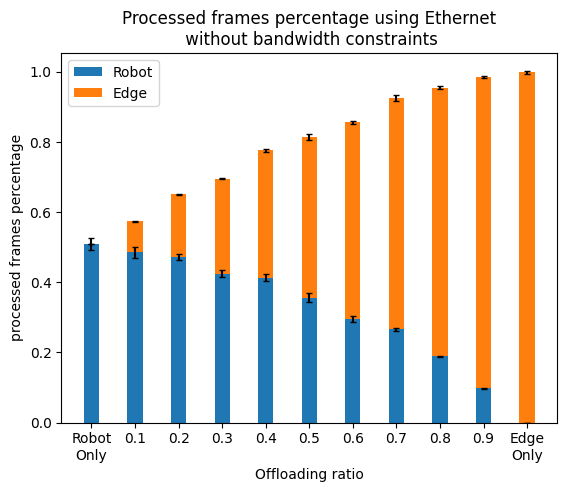 Processed frames percentage using Ethernet
without bandwidth constraints
Robot
Edge
processed frames percentage
1.0
0.8
0.6
0.4
0.2
0.0
Robot Only 0.1 0.2 0.3 0.4 0.5 0.6 0.7 0.8 0.9 Edge Only
Offloading ratio